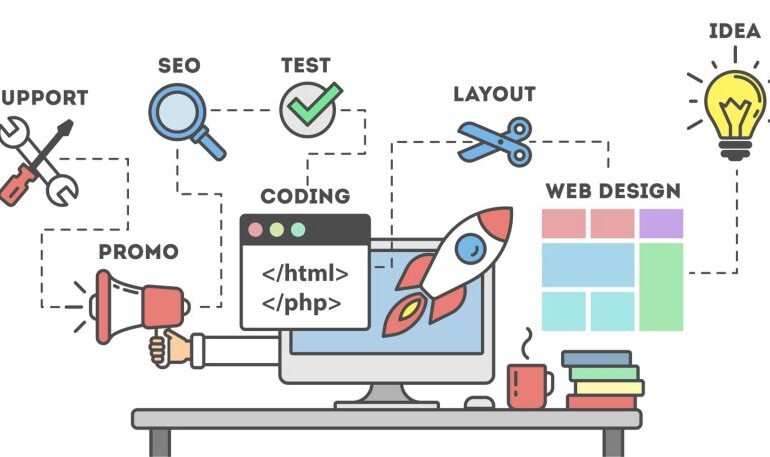 IDEA
SEO
TEST
LAYOUT
UPPORT
CODING
WEB DESIGN
PROMO
</html>
</php>